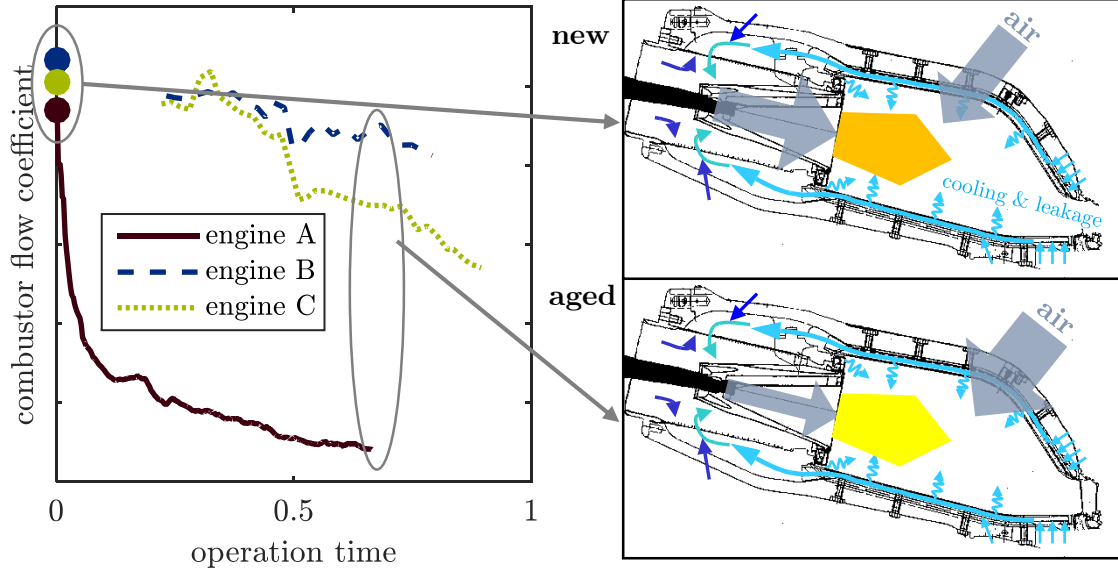 combustor flow coefficient
engine A
engine B
engine C
0
0.5
1
operation time
new
air
cooling & leakage
aged
air